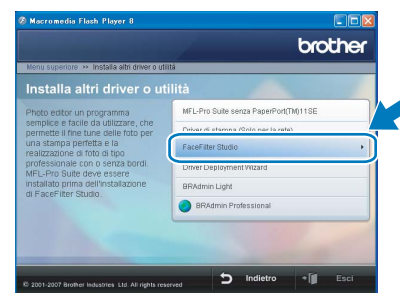 Macromedia Flash Player 8
brother
Menu superiore >> Installa altri driver o utilità
Installa altri driver o utilità
Photo editor un programma
semplice e facile da utilizzare, che
permette il fine tune delle foto per
una stampa perfetta e la
realizzazione di foto di tipo
professionale con o senza bordi.
MFL-Pro Suite deve essere
installato prima dell'installazione
di FaceFilter Studio.
MFL-Pro Suite senza PaperPort(TM)11SE
Driver di stampa (Solo per la rete)
FaceFilter Studio
Driver Deployment Wizard
BRAdmin Light
BRAdmin Professional
© 2001-2007 Brother Industries Ltd. All rights reserved
Indietro
Esci